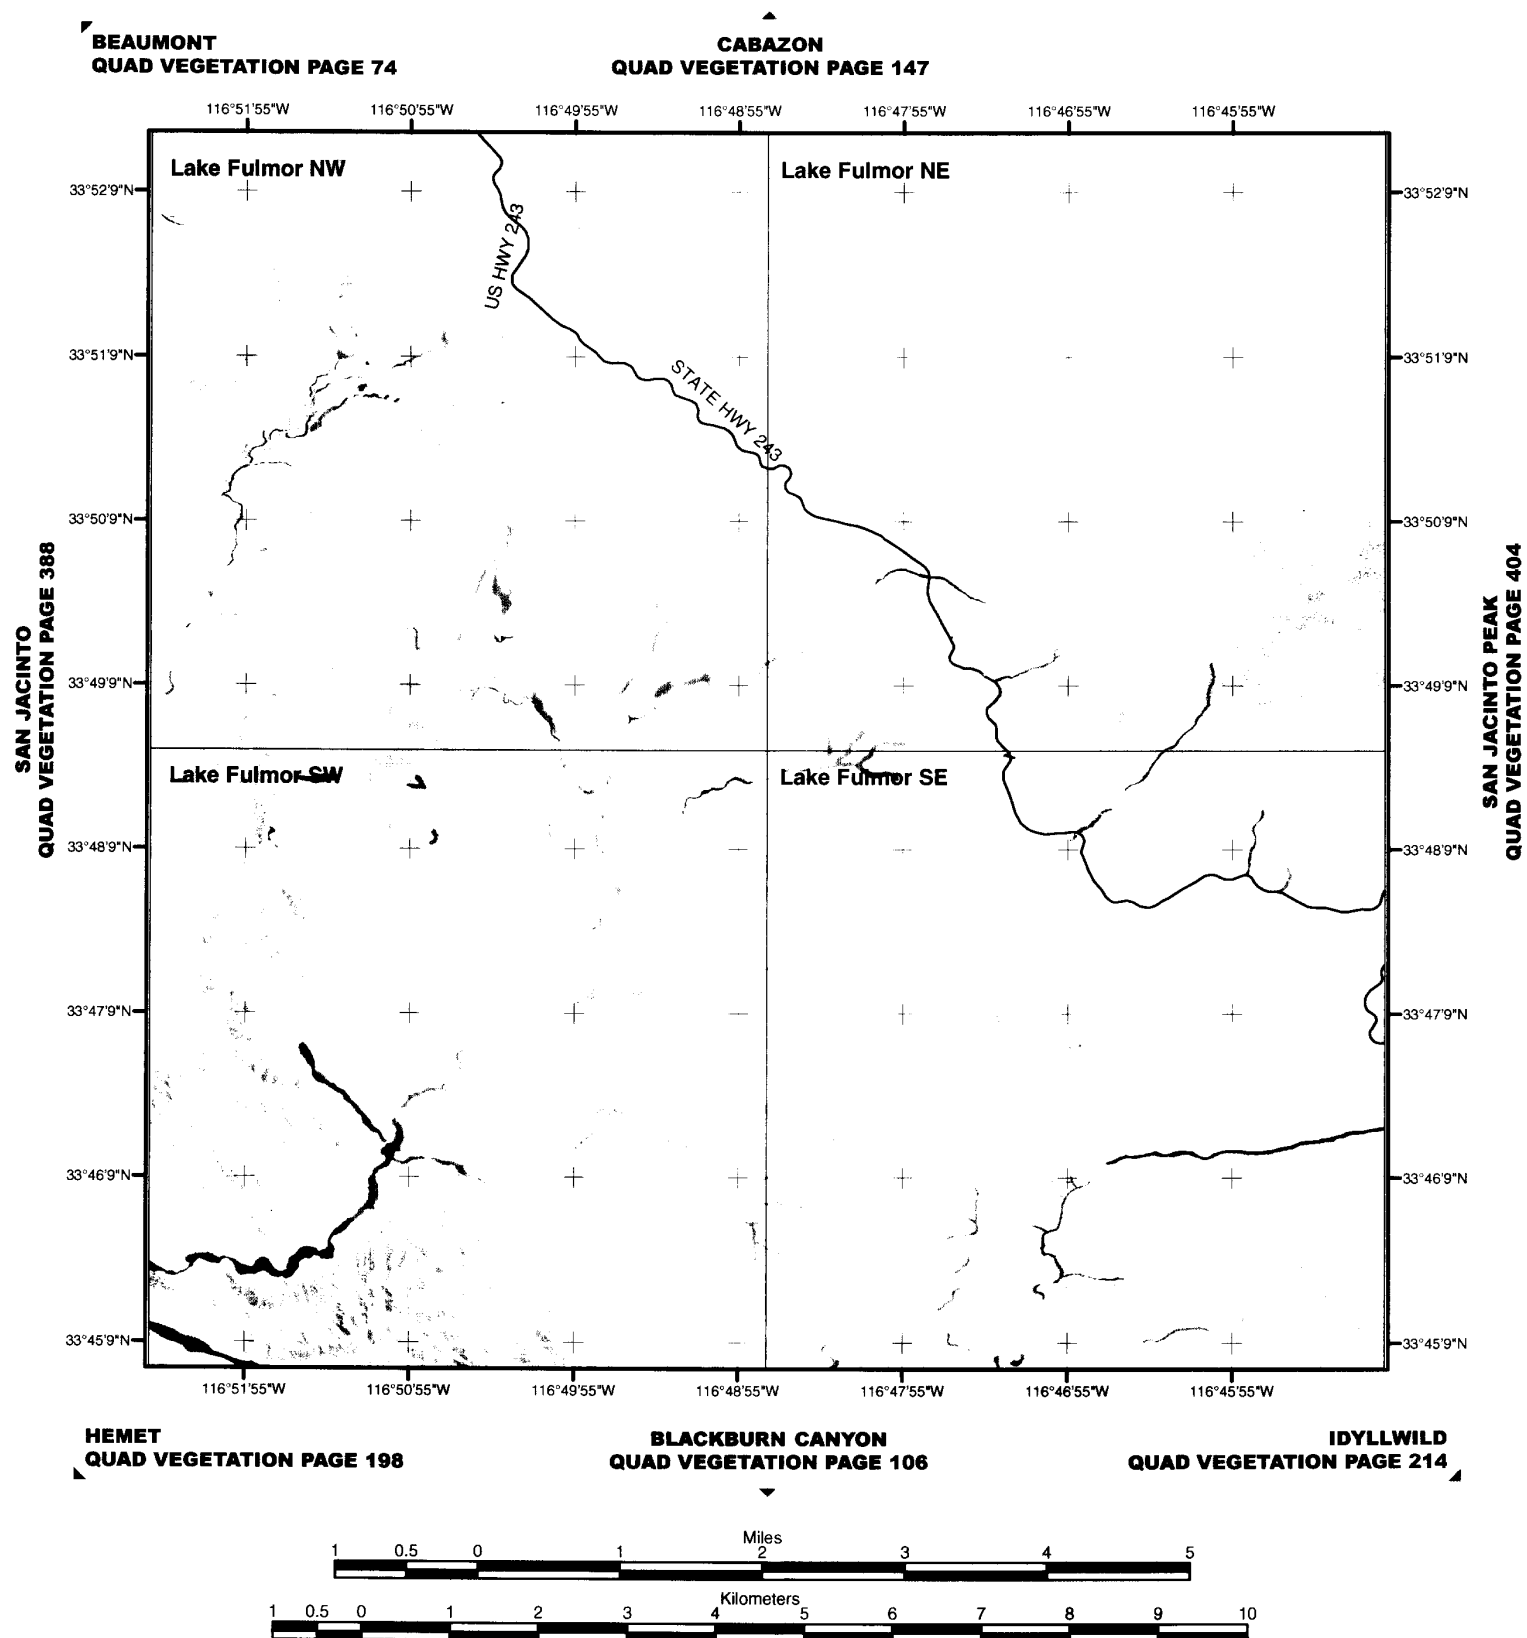 BEAUMONT
QUAD VEGETATION PAGE 74
CABAZON
QUAD VEGETATION PAGE 147
116°51'55"W 116°50'55"W 116°49'55"W 116°48'55"W 116°47'55"W 116°46'55"W 116°45'55"W
Lake Fulmor NW
Lake Fulmor NE
33°52'9"N
33°52'9"N
US HWY 243
33°51'9"N
33°51'9"N
STATE HWY 243
33°50'9"N
33°50'9"N
SAN JACINTO
QUAD VEGETATION PAGE 388
SAN JACINTO PEAK
QUAD VEGETATION PAGE 404
33°49'9"N
33°49'9"N
Lake Fulmor SW
Lake Fulmor SE
33°48'9"N
33°48'9"N
33°47'9"N
33°47'9"N
33°46'9"N
33°46'9"N
33°45'9"N
33°45'9"N
116°51'55"W 116°50'55"W 116°49'55"W 116°48'55"W 116°47'55"W 116°46'55"W 116°45'55"W
HEMET
QUAD VEGETATION PAGE 198
BLACKBURN CANYON
QUAD VEGETATION PAGE 106
IDYLLWILD
QUAD VEGETATION PAGE 214
Miles
1 0.5 0 1 2 3 4 5
Kilometers
1 0.5 0 1 2 3 4 5 6 7 8 9 10